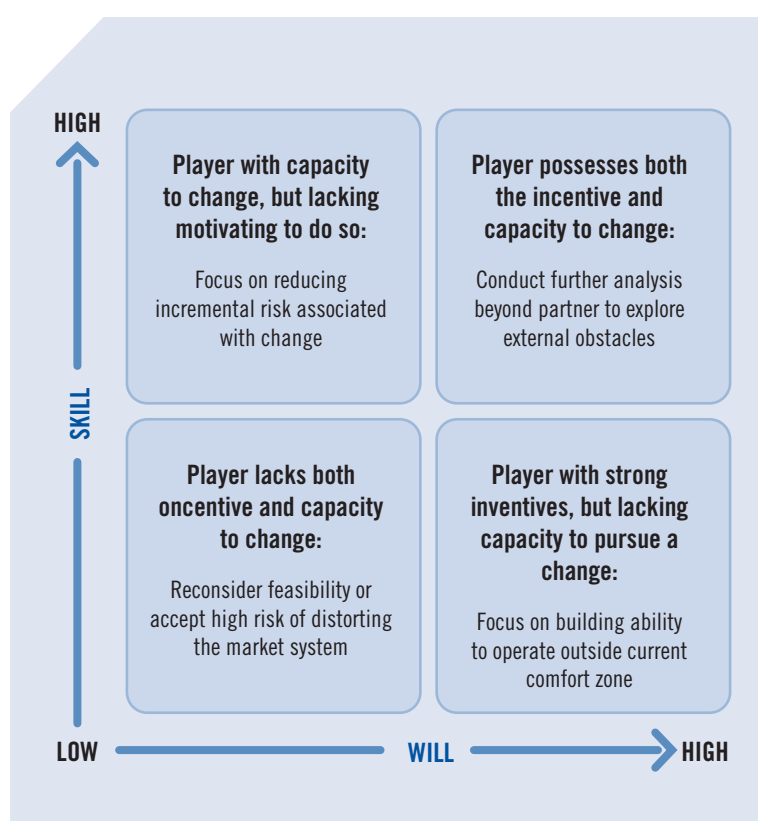 HIGH
Player with capacity
to change, but lacking
motivating to do so:
Focus on reducing
incremental risk associated
with change
Player possesses both
the incentive and
capacity to change:
Conduct further analysis
beyond partner to explore
external obstacles
SKILL
Player lacks both
oncentive and capacity
to change:
Reconsider feasibility or
accept high risk of distorting
the market system
Player with strong
inventives, but lacking
capacity to pursue a
change:
Focus on building ability
to operate outside current
comfort zone
LOW
WILL
HIGH